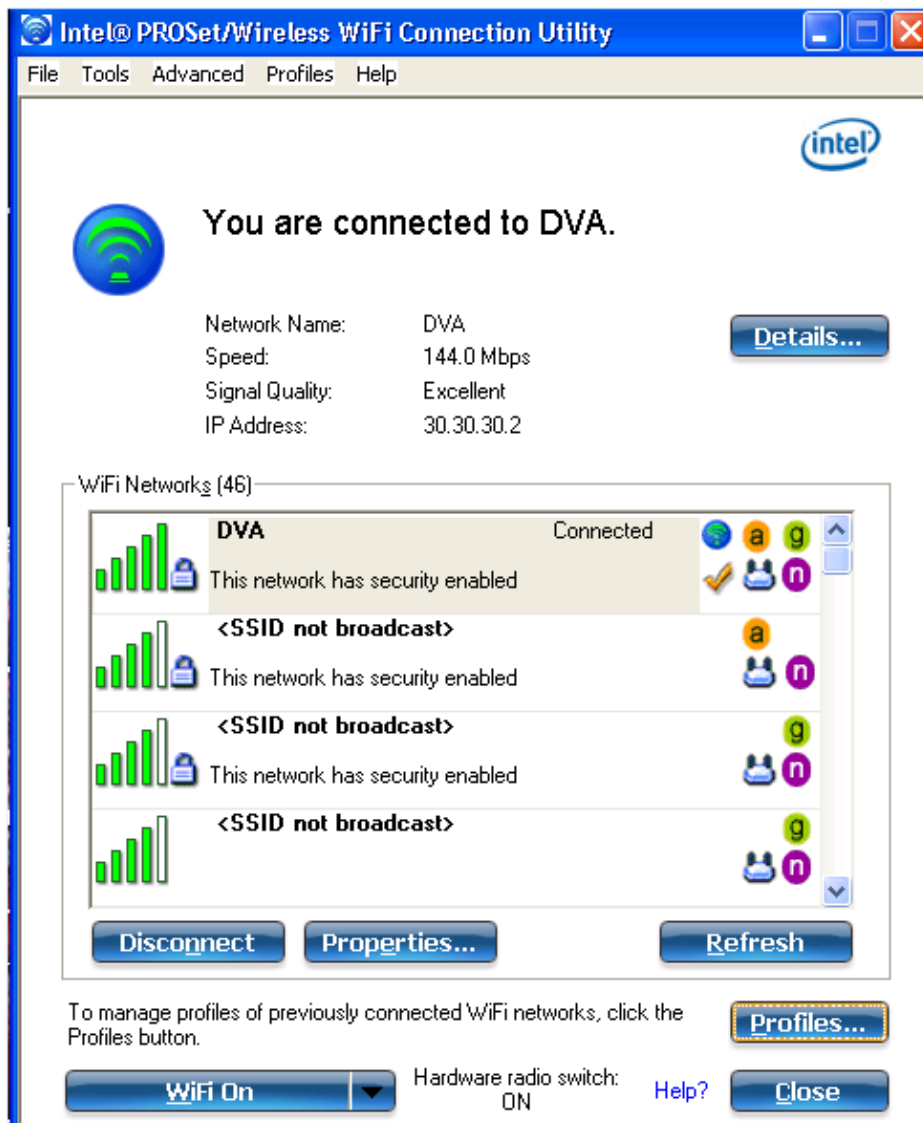 Intel® PROSet/Wireless WiFi Connection Utility
File Tools Advanced Profiles Help
intel
You are connected to DVA.
Network Name: DVA
Speed: 144.0 Mbps
Signal Quality: Excellent
IP Address: 30.30.30.2
Details...
WiFi Networks (46)
DVA Connected
a g
This network has security enabled
n
<SSID not broadcast>
a
This network has security enabled
n
<SSID not broadcast>
g
This network has security enabled
n
<SSID not broadcast>
g
n
Disconnect Properties... Refresh
To manage profiles of previously connected WiFi networks, click the
Profiles button.
Profiles...
WiFi On
Hardware radio switch:
ON
Help?
Close